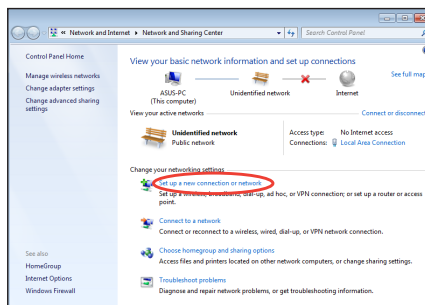 « Network and Internet ▸ Network and Sharing Center
Search Control Panel
Control Panel Home
Manage wireless networks
Change adapter settings
Change advanced sharing
settings
View your basic network information and set up connections
See full map
ASUS-PC
(This computer)
Unidentified network
Internet
View your active networks
Connect or disconnect
Unidentified network
Public network
Access type: No Internet access
Connections: Local Area Connection
Change your networking settings
Set up a new connection or network
Set up a wireless, broadband, dial-up, ad hoc, or VPN connection; or set up a router or access
point.
Connect to a network
Connect or reconnect to a wireless, wired, dial-up, or VPN network connection.
Choose homegroup and sharing options
Access files and printers located on other network computers, or change sharing settings.
Troubleshoot problems
Diagnose and repair network problems, or get troubleshooting information.
See also
HomeGroup
Internet Options
Windows Firewall